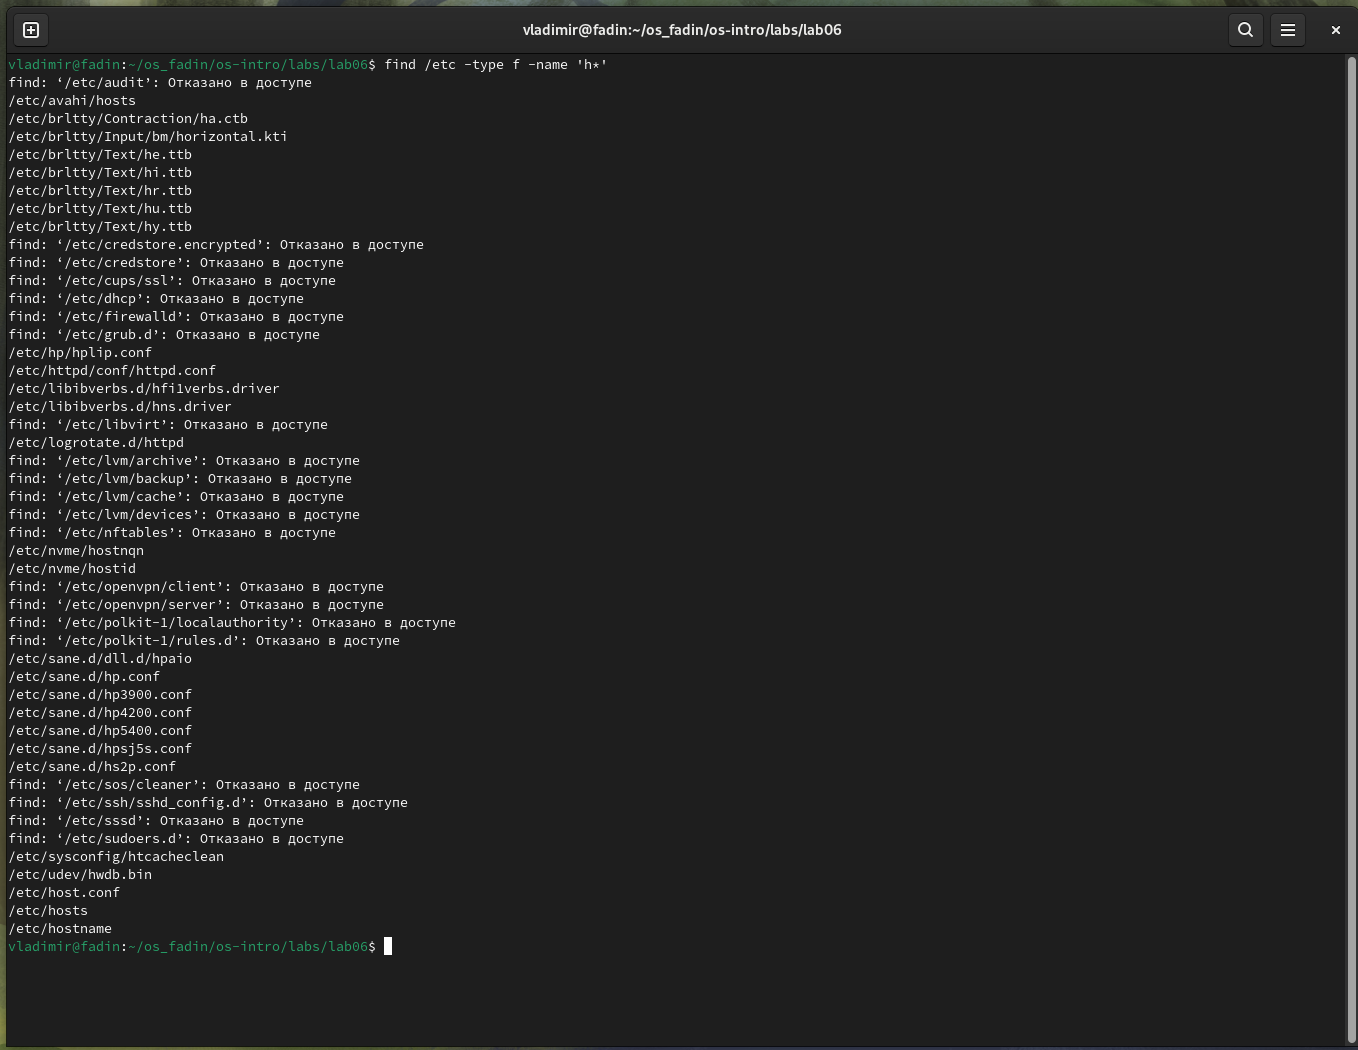 vladimir@fadin:~/os_fadin/os-intro/labs/lab06
vladimir@fadin:~/os_fadin/os-intro/labs/lab06$ find /etc -type f -name 'h*'
find: ‘/etc/audit’: Отказано в доступе
/etc/avahi/hosts
/etc/brltty/Contraction/ha.ctb
/etc/brltty/Input/bm/horizontal.kti
/etc/brltty/Text/he.ttb
/etc/brltty/Text/hi.ttb
/etc/brltty/Text/hr.ttb
/etc/brltty/Text/hu.ttb
/etc/brltty/Text/hy.ttb
find: ‘/etc/credstore.encrypted’: Отказано в доступе
find: ‘/etc/credstore’: Отказано в доступе
find: ‘/etc/cups/ssl’: Отказано в доступе
find: ‘/etc/dhcp’: Отказано в доступе
find: ‘/etc/firewalld’: Отказано в доступе
find: ‘/etc/grub.d’: Отказано в доступе
/etc/hp/hplip.conf
/etc/httpd/conf/httpd.conf
/etc/libibverbs.d/hfi1verbs.driver
/etc/libibverbs.d/hns.driver
find: ‘/etc/libvirt’: Отказано в доступе
/etc/logrotate.d/httpd
find: ‘/etc/lvm/archive’: Отказано в доступе
find: ‘/etc/lvm/backup’: Отказано в доступе
find: ‘/etc/lvm/cache’: Отказано в доступе
find: ‘/etc/lvm/devices’: Отказано в доступе
find: ‘/etc/nftables’: Отказано в доступе
/etc/nvme/hostnqn
/etc/nvme/hostid
find: ‘/etc/openvpn/client’: Отказано в доступе
find: ‘/etc/openvpn/server’: Отказано в доступе
find: ‘/etc/polkit-1/localauthority’: Отказано в доступе
find: ‘/etc/polkit-1/rules.d’: Отказано в доступе
/etc/sane.d/dll.d/hpaio
/etc/sane.d/hp.conf
/etc/sane.d/hp3900.conf
/etc/sane.d/hp4200.conf
/etc/sane.d/hp5400.conf
/etc/sane.d/hpsj5s.conf
/etc/sane.d/hs2p.conf
find: ‘/etc/sos/cleaner’: Отказано в доступе
find: ‘/etc/ssh/sshd_config.d’: Отказано в доступе
find: ‘/etc/sssd’: Отказано в доступе
find: ‘/etc/sudoers.d’: Отказано в доступе
/etc/sysconfig/htcacheclean
/etc/udev/hwdb.bin
/etc/host.conf
/etc/hosts
/etc/hostname
vladimir@fadin:~/os_fadin/os-intro/labs/lab06$